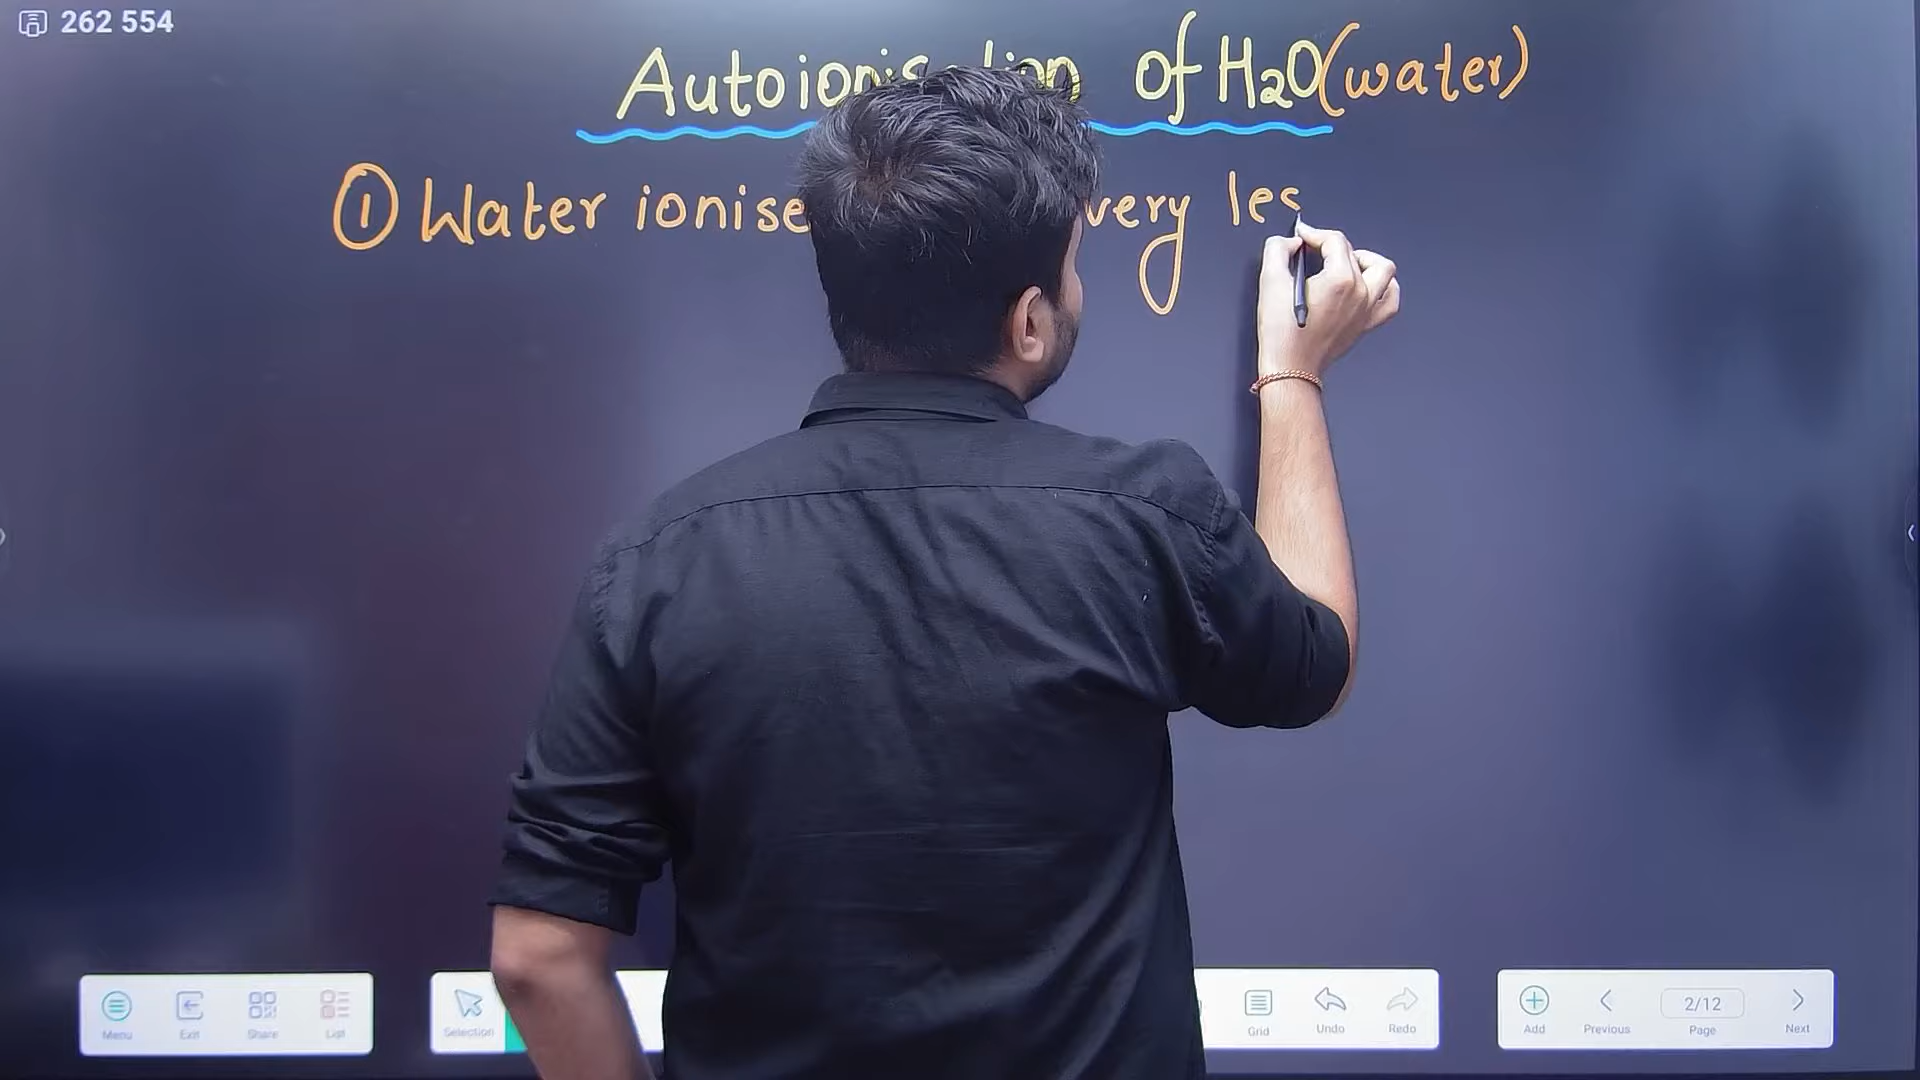 262 554
Autoionisation of H₂O (water)
① Water ionise very les
Menu Exit Share List Selection Grid Undo Redo Add Previous 2/12 Page Next